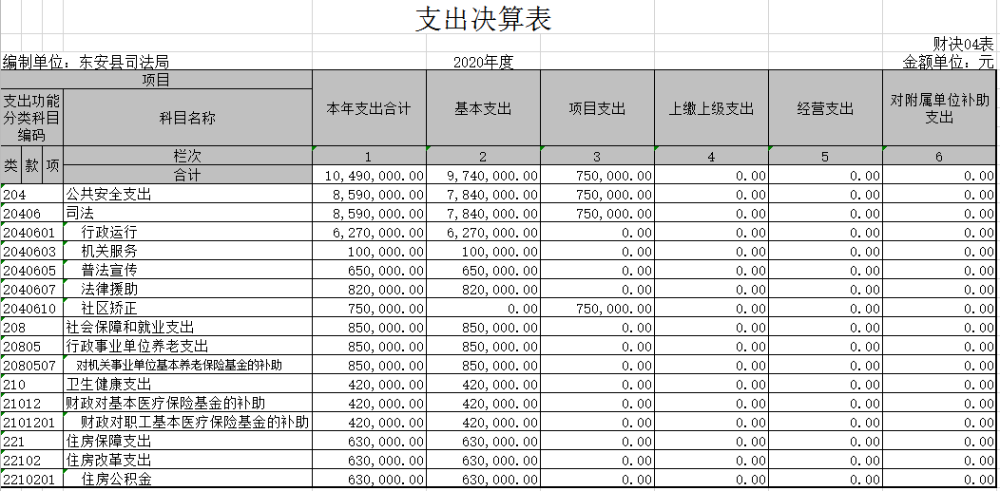 支出决算表
财决04表
编制单位：东安县司法局 2020年度 金额单位：元
项目 本年支出合计 基本支出 项目支出 上缴上级支出 经营支出 对附属单位补助支出
支出功能分类科目编码 科目名称
类 款 项 栏次 1 2 3 4 5 6
合计 10,490,000.00 9,740,000.00 750,000.00 0.00 0.00 0.00
204 公共安全支出 8,590,000.00 7,840,000.00 750,000.00 0.00 0.00 0.00
20406 司法 8,590,000.00 7,840,000.00 750,000.00 0.00 0.00 0.00
2040601 行政运行 6,270,000.00 6,270,000.00 0.00 0.00 0.00 0.00
2040603 机关服务 100,000.00 100,000.00 0.00 0.00 0.00 0.00
2040605 普法宣传 650,000.00 650,000.00 0.00 0.00 0.00 0.00
2040607 法律援助 820,000.00 820,000.00 0.00 0.00 0.00 0.00
2040610 社区矫正 750,000.00 0.00 750,000.00 0.00 0.00 0.00
208 社会保障和就业支出 850,000.00 850,000.00 0.00 0.00 0.00 0.00
20805 行政事业单位养老支出 850,000.00 850,000.00 0.00 0.00 0.00 0.00
2080507 对机关事业单位基本养老保险基金的补助 850,000.00 850,000.00 0.00 0.00 0.00 0.00
210 卫生健康支出 420,000.00 420,000.00 0.00 0.00 0.00 0.00
21012 财政对基本医疗保险基金的补助 420,000.00 420,000.00 0.00 0.00 0.00 0.00
2101201 财政对职工基本医疗保险基金的补助 420,000.00 420,000.00 0.00 0.00 0.00 0.00
221 住房保障支出 630,000.00 630,000.00 0.00 0.00 0.00 0.00
22102 住房改革支出 630,000.00 630,000.00 0.00 0.00 0.00 0.00
2210201 住房公积金 630,000.00 630,000.00 0.00 0.00 0.00 0.00